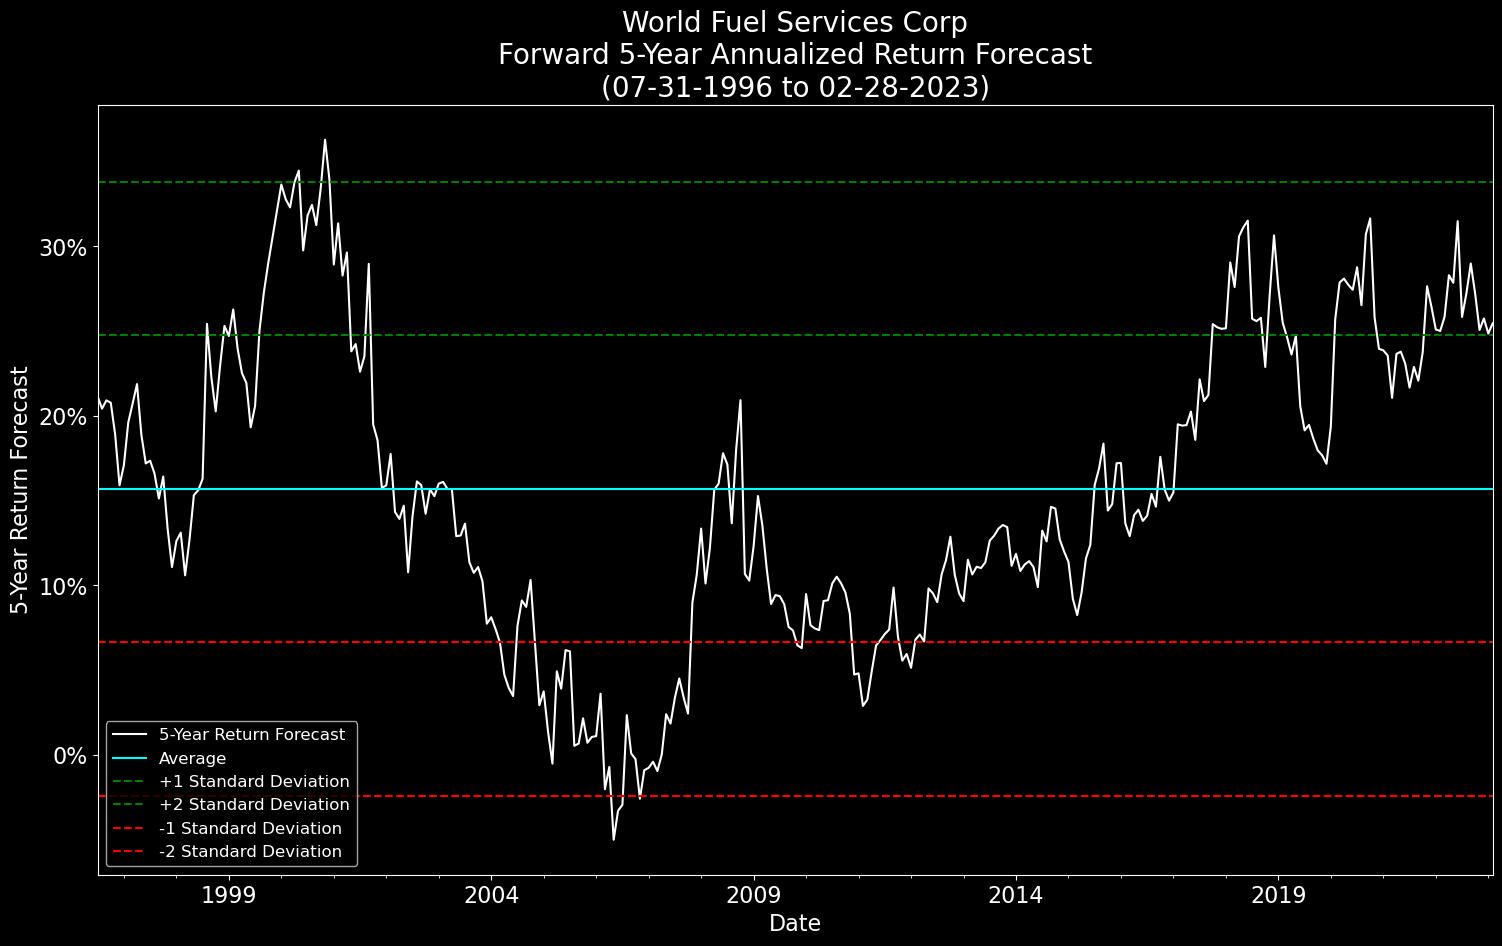 World Fuel Services Corp
Forward 5-Year Annualized Return Forecast
(07-31-1996 to 02-28-2023)
5-Year Return Forecast
30%
20%
10%
0%
5-Year Return Forecast
Average
+1 Standard Deviation
+2 Standard Deviation
-1 Standard Deviation
-2 Standard Deviation
1999 2004 2009 2014 2019
Date